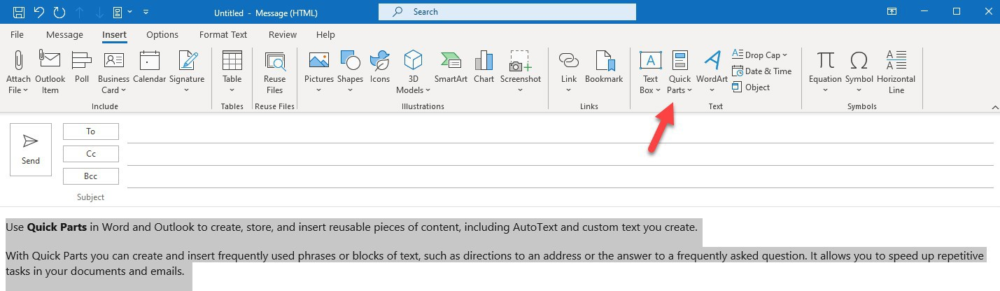 Untitled - Message (HTML)
Search
File Message Insert Options Format Text Review Help
Attach File
Outlook Item
Poll
Business Card
Calendar
Signature
Include
Table
Tables
Reuse Files
Reuse Files
Pictures
Shapes
Icons
3D Models
SmartArt
Chart
Screenshot
Illustrations
Link
Bookmark
Links
Text Box
Quick Parts
WordArt
Drop Cap
Date & Time
Object
Text
Equation
Symbol
Horizontal Line
Symbols
Send
To
Cc
Bcc
Subject
Use Quick Parts in Word and Outlook to create, store, and insert reusable pieces of content, including AutoText and custom text you create.
With Quick Parts you can create and insert frequently used phrases or blocks of text, such as directions to an address or the answer to a frequently asked question. It allows you to speed up repetitive
tasks in your documents and emails.